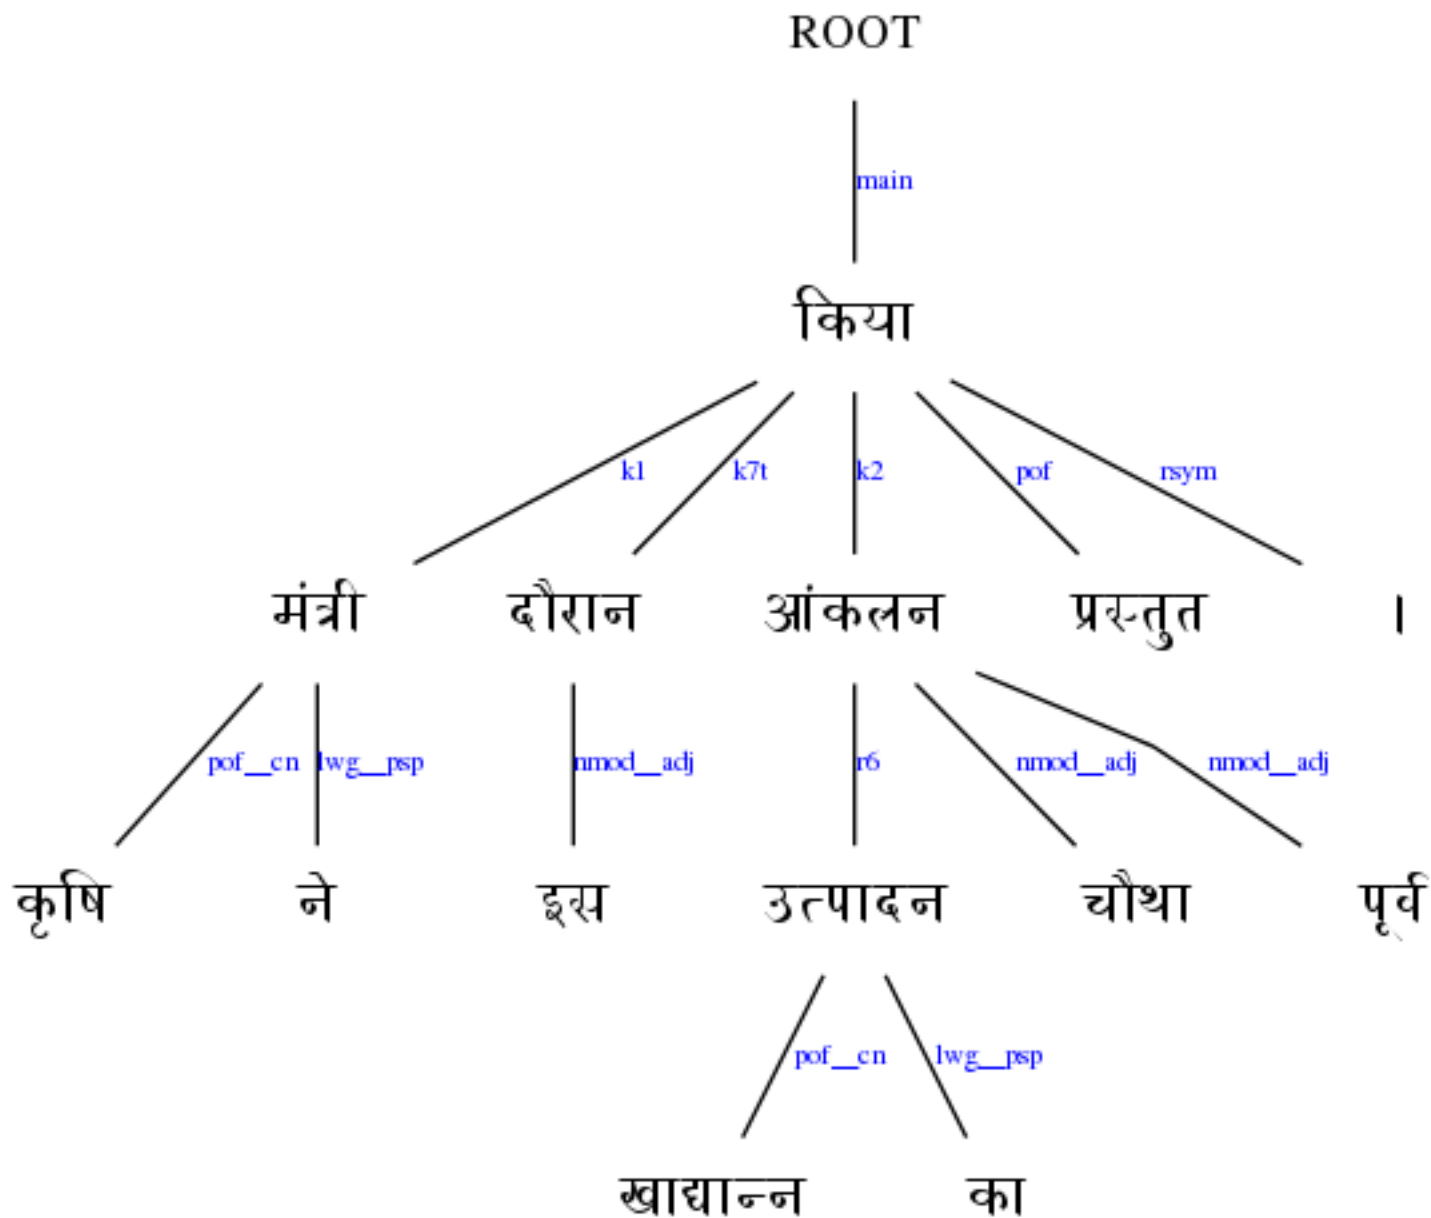 ROOT
main
किया
k1 k7t k2 pof rsym
मंत्री दौरान आंकलन प्रस्तुत ।
pof__cn lwg__psp nmod__adj r6 nmod__adj nmod__adj
कृषि ने इस उत्पादन चौथा पूर्व
pof__cn lwg__psp
खाद्यान्न का